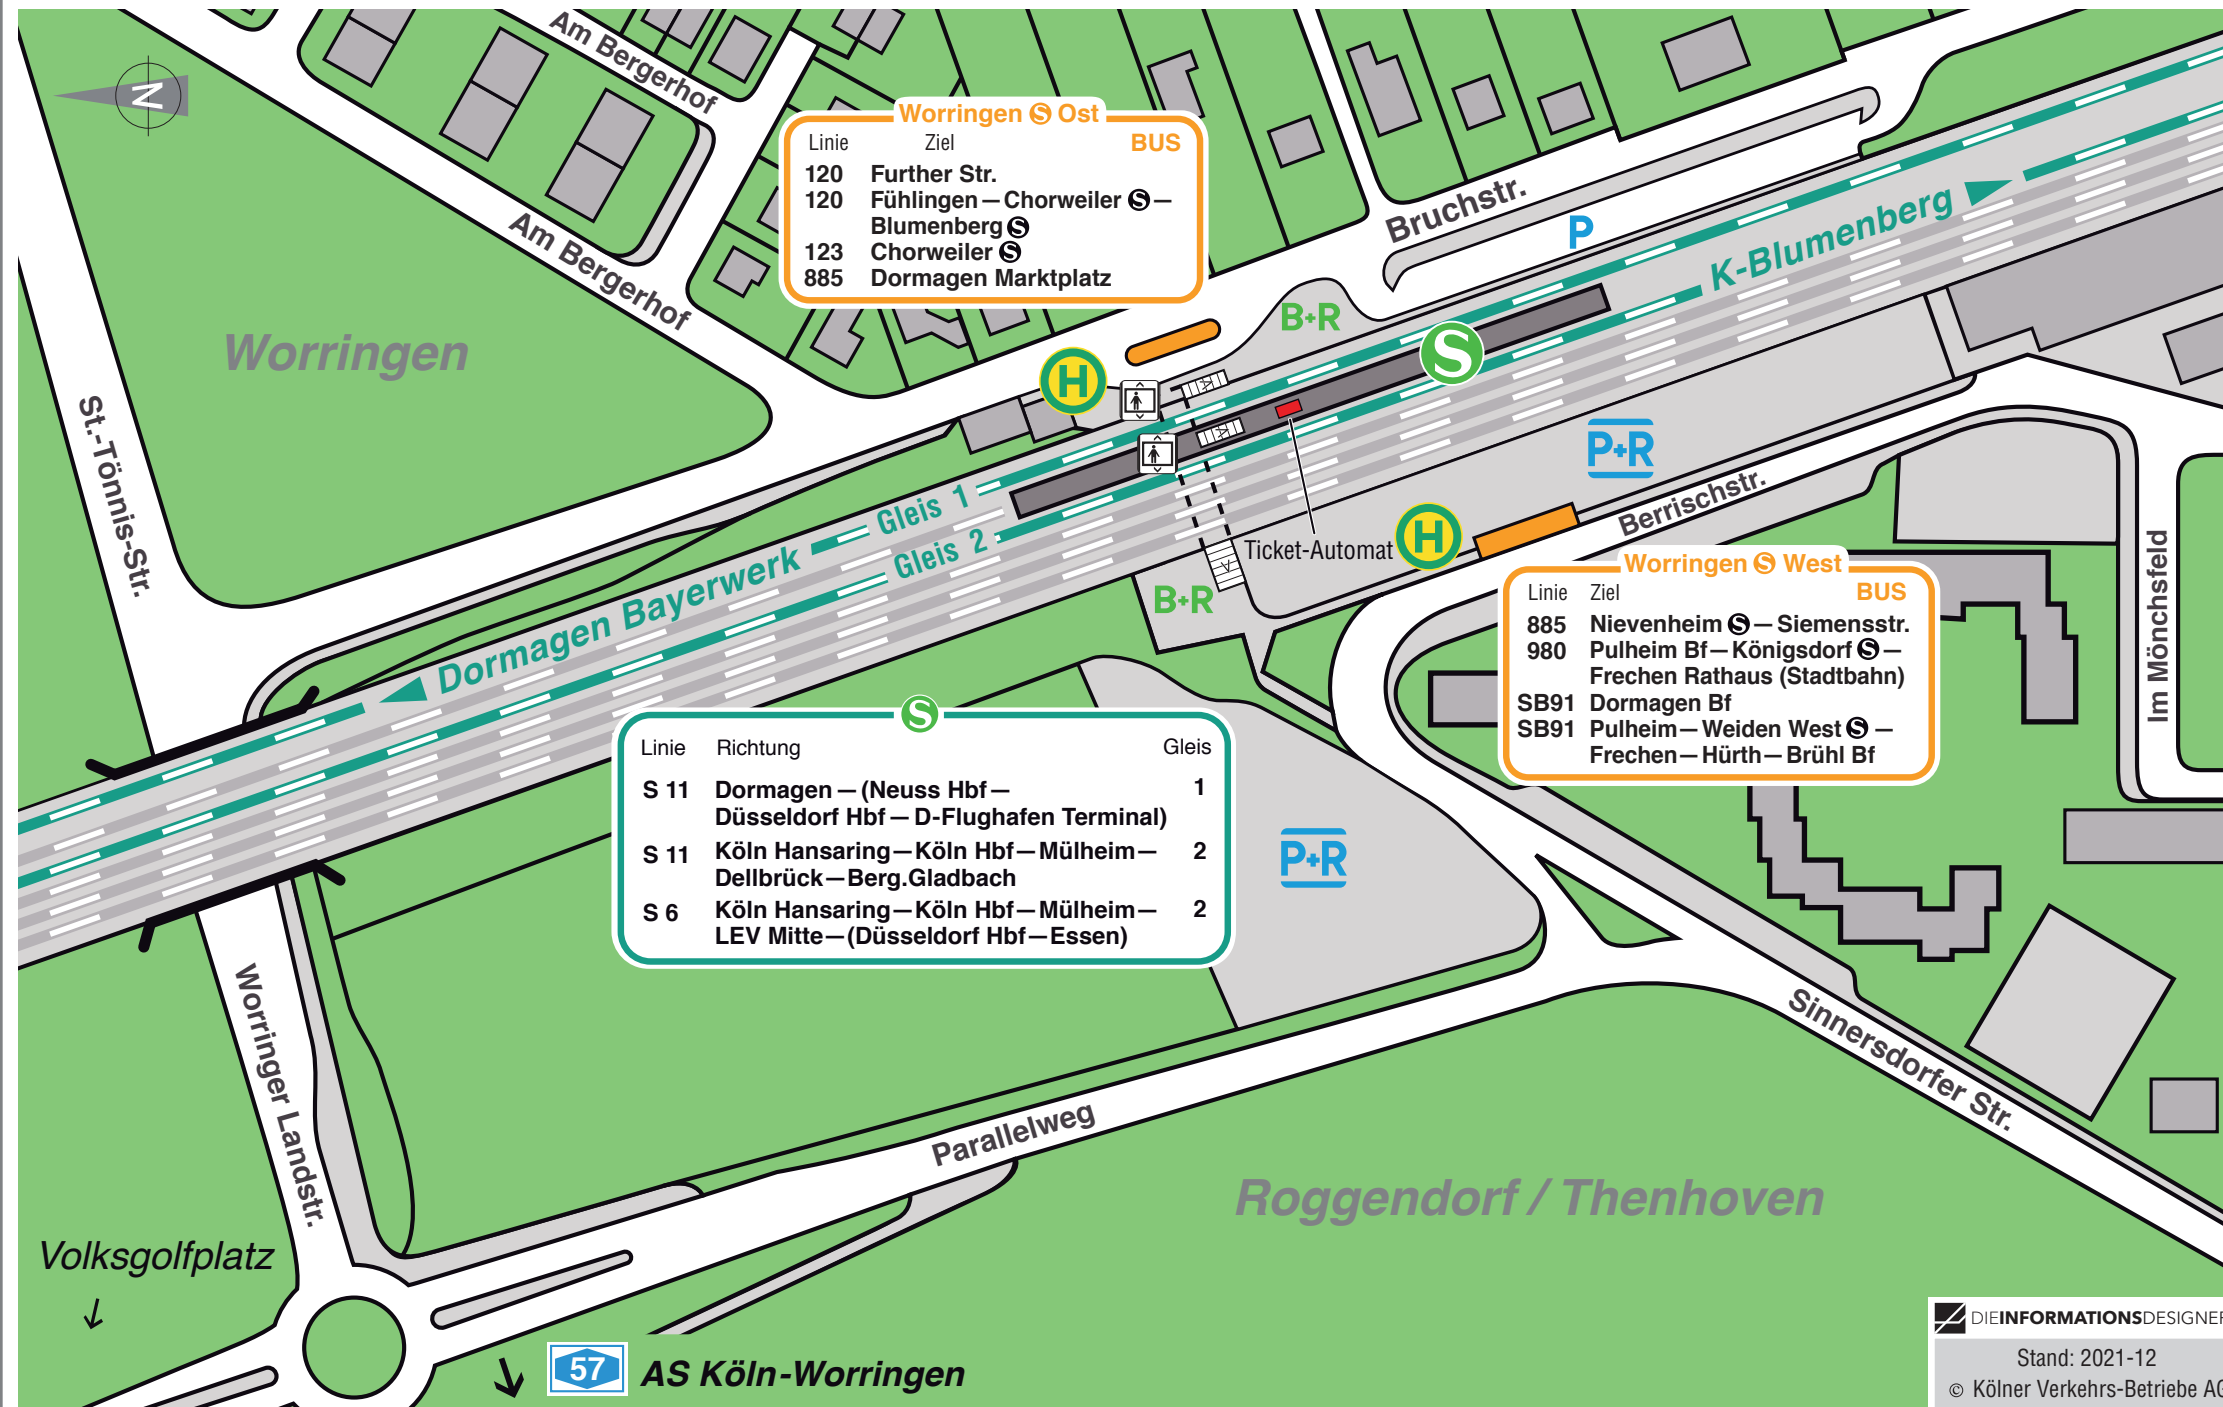 Am Bergerhof
N
Worringen S Ost
Linie Ziel BUS
120 Further Str.
120 Fühlingen — Chorweiler S —
Blumenberg S
123 Chorweiler S
885 Dormagen Marktplatz
Am Bergerhof
Bruchstr.
P
K-Blumenberg
Worringen
B+R
S
H
St.-Tönnis-Str.
P+R
Gleis 1
Gleis 2
Ticket-Automat
H
Berrischstr.
Dormagen Bayerwerk
B+R
Im Mönchsfeld
Worringen S West
Linie Ziel BUS
885 Nievenheim S — Siemensstr.
980 Pulheim Bf — Königsdorf S —
Frechen Rathaus (Stadtbahn)
SB91 Dormagen Bf
SB91 Pulheim — Weiden West S —
Frechen — Hürth — Brühl Bf
S
Linie Richtung Gleis
S 11 Dormagen — (Neuss Hbf — 1
Düsseldorf Hbf — D-Flughafen Terminal)
S 11 Köln Hansaring — Köln Hbf — Mülheim — 2
Dellbrück — Berg.Gladbach
S 6 Köln Hansaring — Köln Hbf — Mülheim — 2
LEV Mitte — (Düsseldorf Hbf — Essen)
P+R
Worringer Landstr.
Sinnersdorfer Str.
Parallelweg
Roggendorf / Thenhoven
Volksgolfplatz
57 AS Köln-Worringen
DIEINFORMATIONSDESIGNER
Stand: 2021-12
© Kölner Verkehrs-Betriebe AG